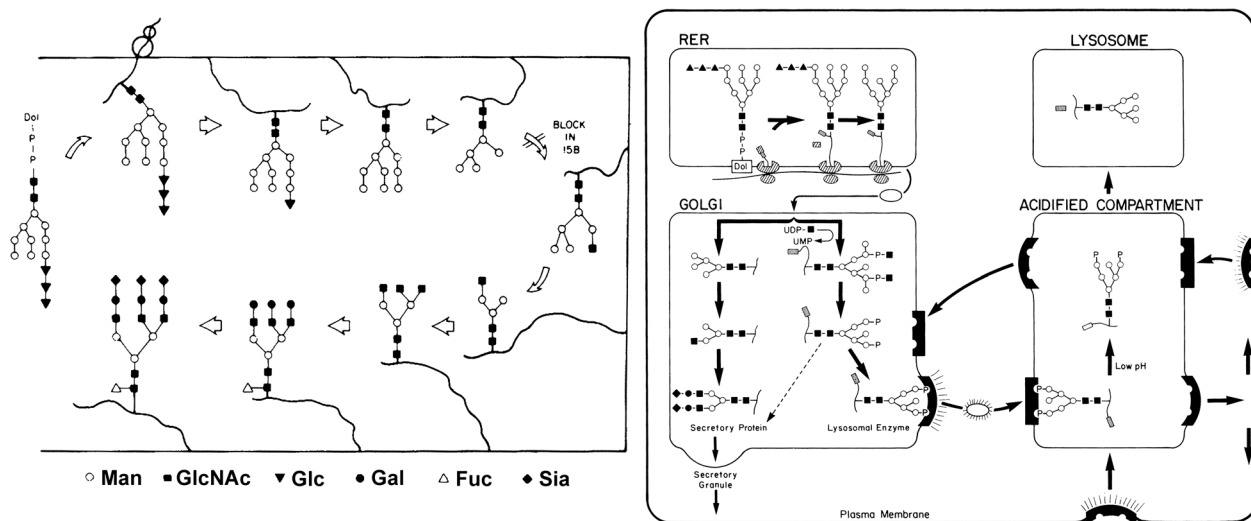 Dol
P
P
BLOCK
IN
15B
Man
GlcNAc
Glc
Gal
Fuc
Sia
RER
P
P
Dol
LYSOSOME
GOLGI
UDP-
UMP
P
P
P
P
Secretory Protein
P
P
Lysosomal Enzyme
Secretory
Granule
Plasma Membrane
ACIDIFIED COMPARTMENT
P P
Low pH
P
P